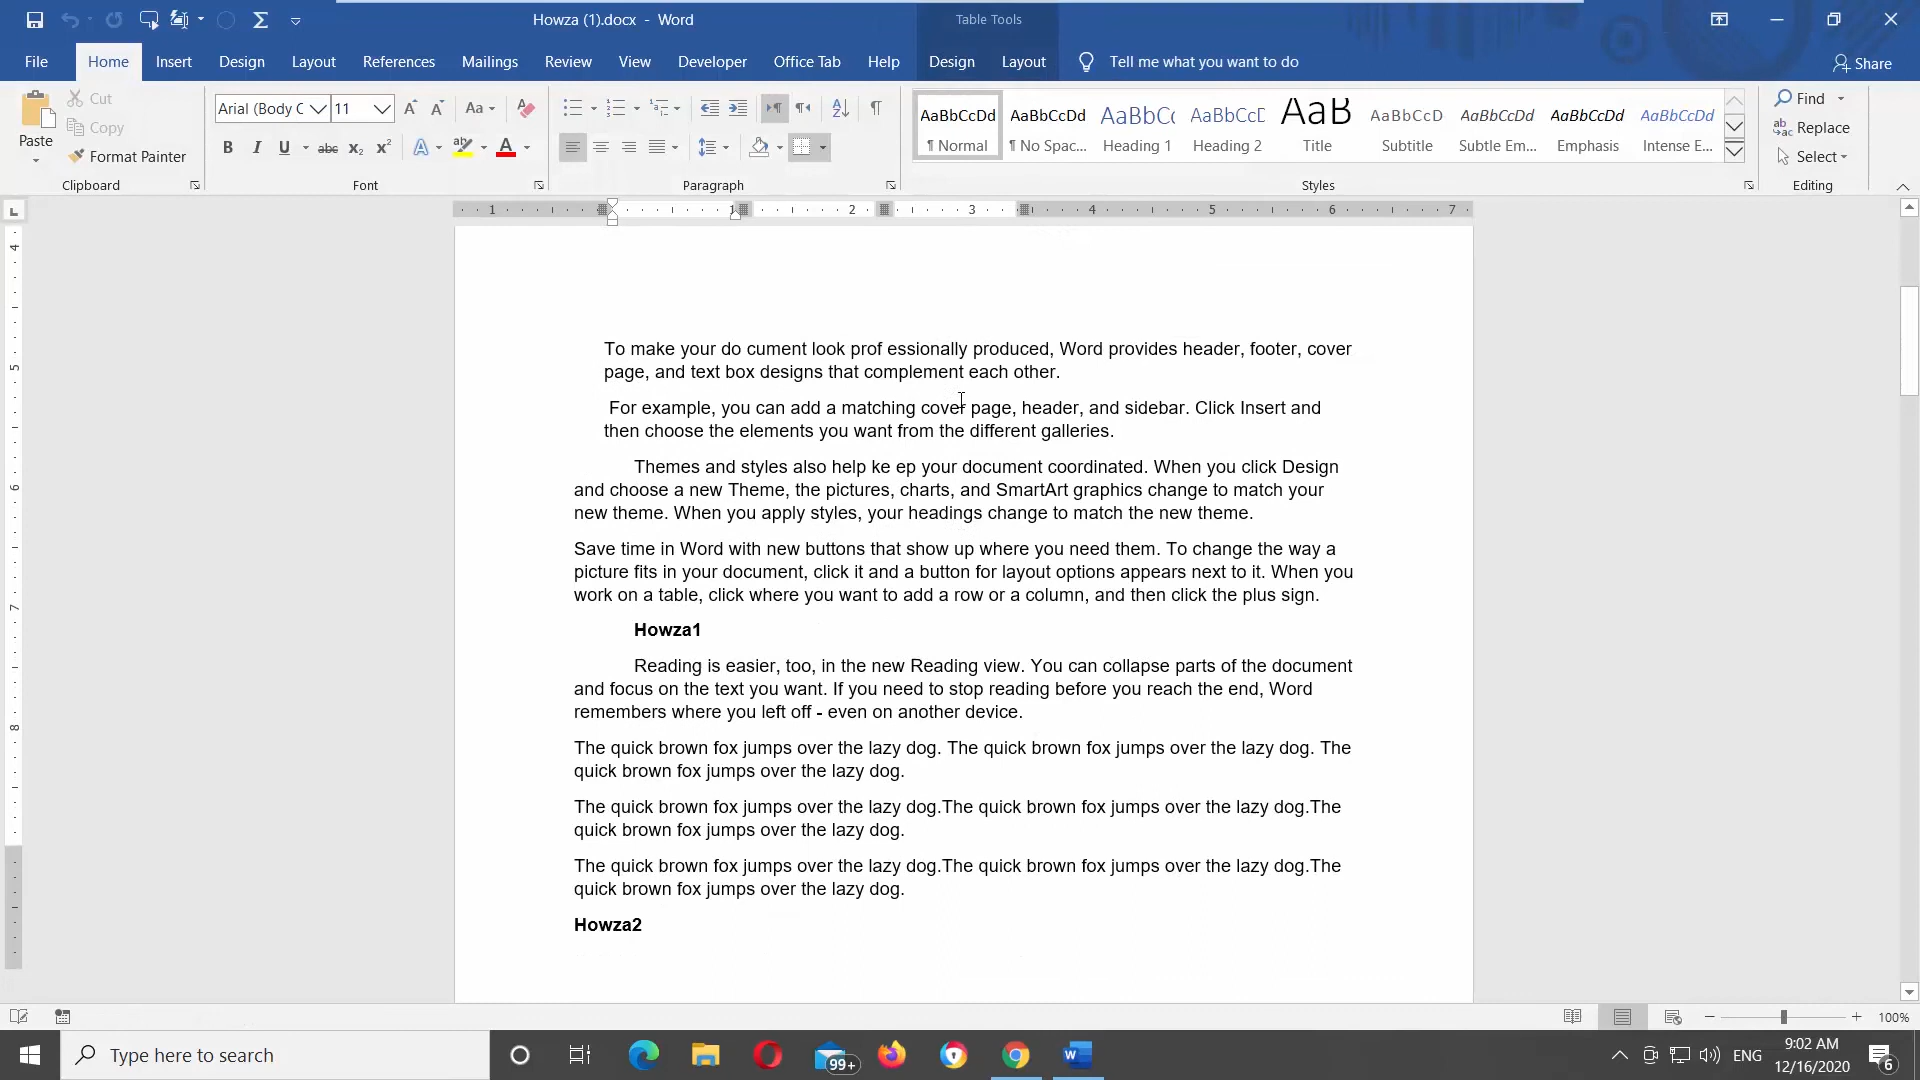 Howza (1).docx - Word
Table Tools
File Home Insert Design Layout References Mailings Review View Developer Office Tab Help Design Layout Tell me what you want to do Share
Paste
Cut
Copy
Format Painter
Clipboard
Arial (Body C 11
Font
Paragraph
AaBbCcDd AaBbCcDd AaBbCc AaBbCcD AaB AaBbCcD AaBbCcDd AaBbCcDd AaBbCcDd
¶ Normal ¶ No Spac... Heading 1 Heading 2 Title Subtitle Subtle Em... Emphasis Intense E...
Styles
Find
Replace
Select
Editing
1 1 2 3 4 5 6 7
4
5
6
7
8
To make your do cument look prof essionally produced, Word provides header, footer, cover
page, and text box designs that complement each other.
For example, you can add a matching cover page, header, and sidebar. Click Insert and
then choose the elements you want from the different galleries.
Themes and styles also help ke ep your document coordinated. When you click Design
and choose a new Theme, the pictures, charts, and SmartArt graphics change to match your
new theme. When you apply styles, your headings change to match the new theme.
Save time in Word with new buttons that show up where you need them. To change the way a
picture fits in your document, click it and a button for layout options appears next to it. When you
work on a table, click where you want to add a row or a column, and then click the plus sign.
Howza1
Reading is easier, too, in the new Reading view. You can collapse parts of the document
and focus on the text you want. If you need to stop reading before you reach the end, Word
remembers where you left off - even on another device.
The quick brown fox jumps over the lazy dog. The quick brown fox jumps over the lazy dog. The
quick brown fox jumps over the lazy dog.
The quick brown fox jumps over the lazy dog.The quick brown fox jumps over the lazy dog.The
quick brown fox jumps over the lazy dog.
The quick brown fox jumps over the lazy dog.The quick brown fox jumps over the lazy dog.The
quick brown fox jumps over the lazy dog.
Howza2
100%
Type here to search
99+
ENG
9:02 AM
12/16/2020
6